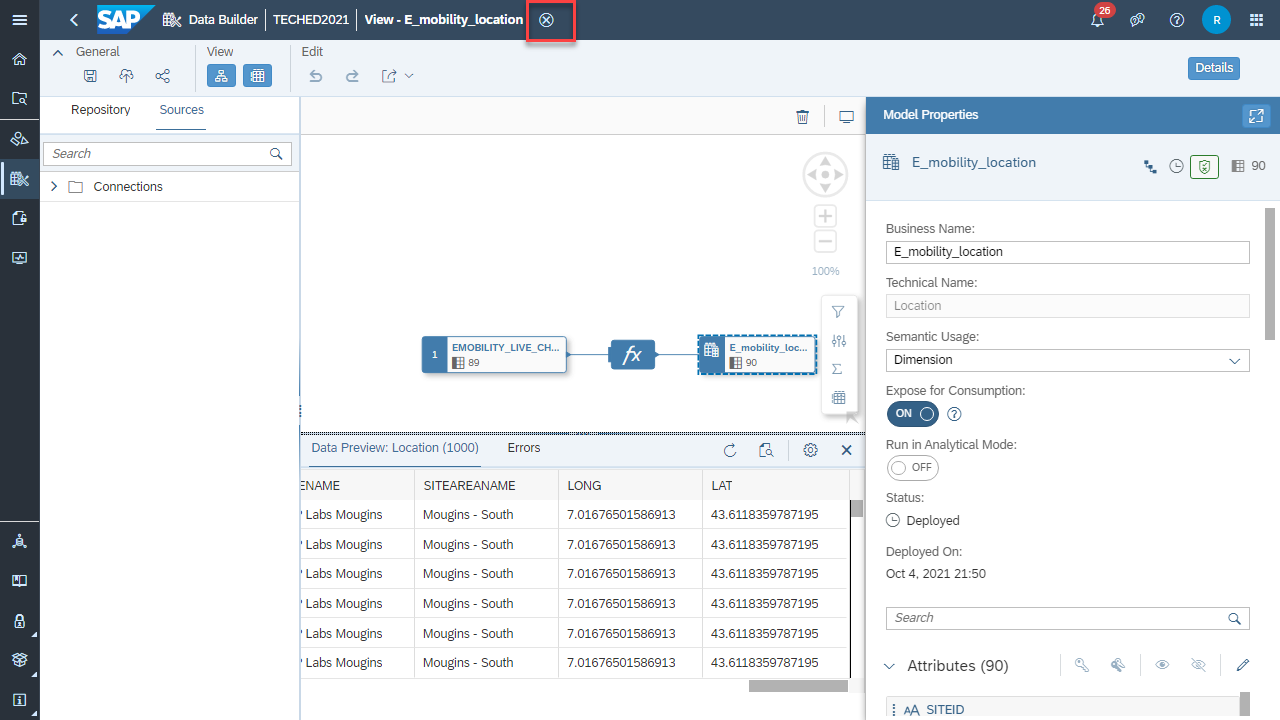 SAP Data Builder TECHED2021 View - E_mobility_location
26
R
General View Edit
Details
Repository Sources
Search
Connections
100%
1 EMOBILITY_LIVE_CH... 89
fx
E_mobility_loc... 90
Data Preview: Location (1000) Errors
ENAME SITEAREANAME LONG LAT
Labs Mougins Mougins - South 7.01676501586913 43.6118359787195
Labs Mougins Mougins - South 7.01676501586913 43.6118359787195
Labs Mougins Mougins - South 7.01676501586913 43.6118359787195
Labs Mougins Mougins - South 7.01676501586913 43.6118359787195
Labs Mougins Mougins - South 7.01676501586913 43.6118359787195
Labs Mougins Mougins - South 7.01676501586913 43.6118359787195
Model Properties
E_mobility_location 90
Business Name:
E_mobility_location
Technical Name:
Location
Semantic Usage:
Dimension
Expose for Consumption:
ON
Run in Analytical Mode:
OFF
Status:
Deployed
Deployed On:
Oct 4, 2021 21:50
Search
Attributes (90)
AA SITEID